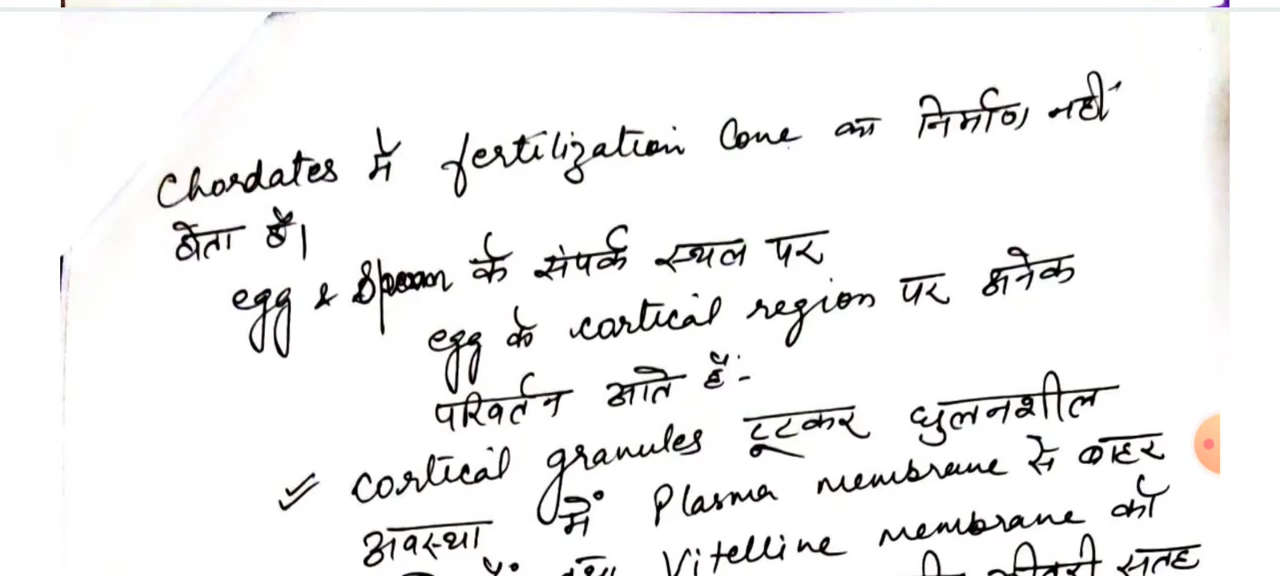 Chordates में fertilization Cone का निर्माण नहीं
होता है।
egg & Sperm के संपर्क स्थल पर
egg के cortical region पर अनेक
परिवर्तन आते हैं:-
✓ cortical granules टूटकर घुलनशील
अवस्था में Plasma membrane से बाहर
Vitelline membrane को
सतह